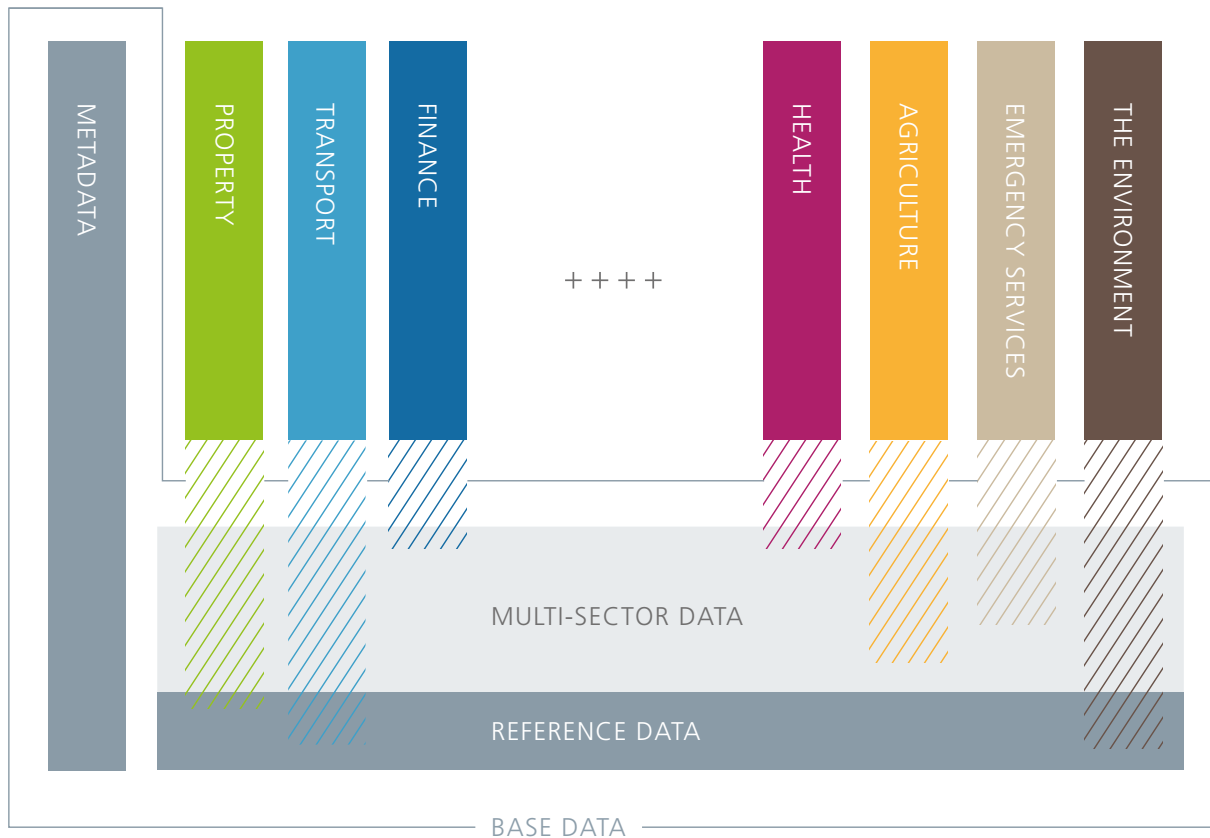 METADATA
PROPERTY
TRANSPORT
FINANCE
++++
HEALTH
AGRICULTURE
EMERGENCY SERVICES
THE ENVIRONMENT
MULTI-SECTOR DATA
REFERENCE DATA
BASE DATA